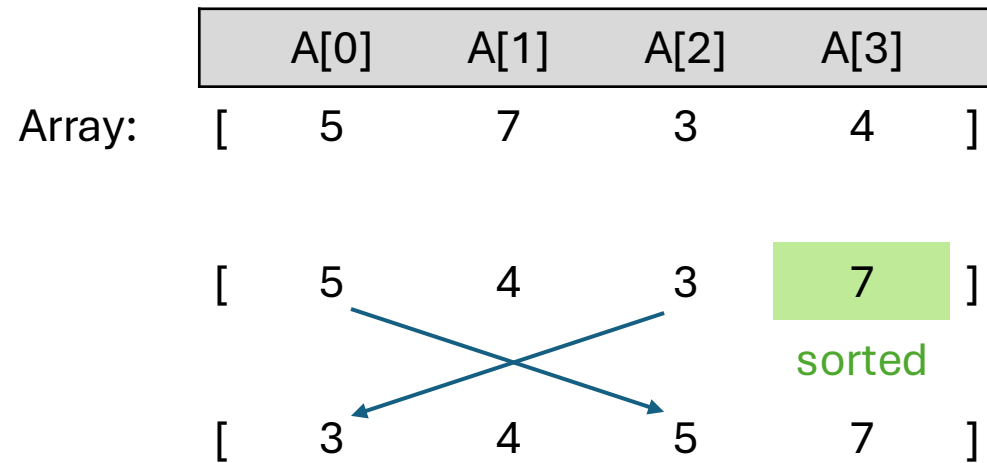 A[0] A[1] A[2] A[3]
Array: [ 5 7 3 4 ]
[ 5 4 3 7 ]
sorted
[ 3 4 5 7 ]